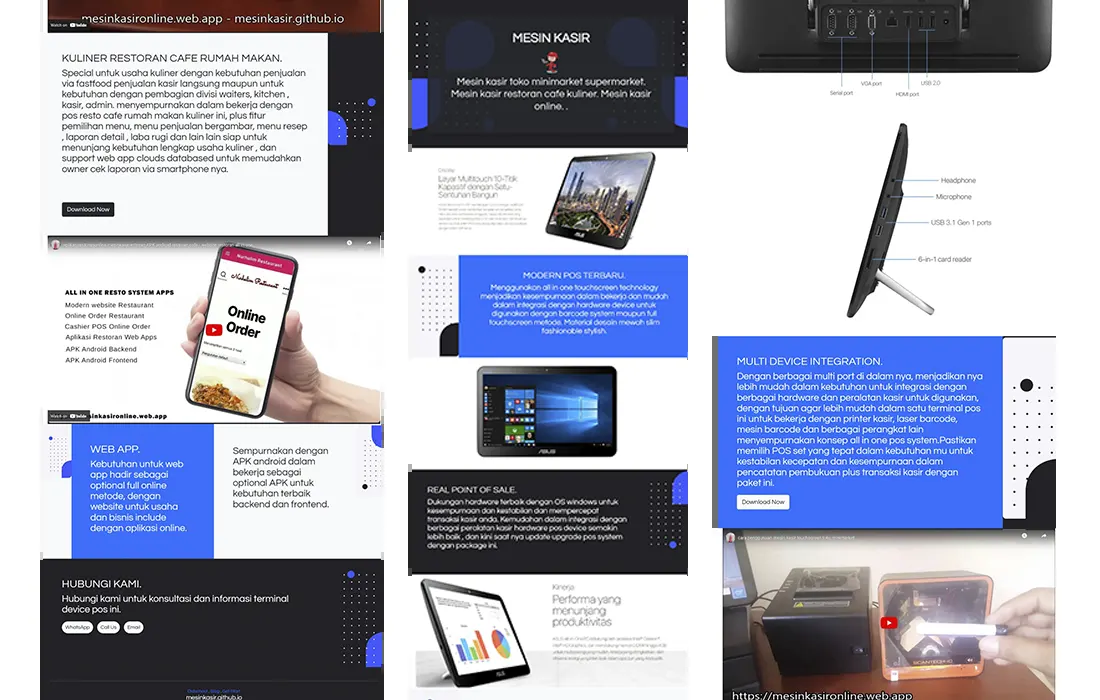 mesinkasironline.web.app - mesinkasir.github.io
Watch on YouTube
KULINER RESTORAN CAFE RUMAH MAKAN.
Special untuk usaha kuliner dengan kebutuhan penjualan
via fastfood penjualan kasir langsung maupun untuk
kebutuhan dengan pembagian divisi waiters, kitchen ,
kasir, admin. menyempurnakan dalam bekerja dengan
pos resto cafe rumah makan kuliner ini, plus fitur
pemilihan menu, menu penjualan bergambar, menu resep
, laporan detail , laba rugi dan lain lain siap untuk
menunjang kebutuhan lengkap usaha kuliner , dan
support web app clouds databased untuk memudahkan
owner cek laporan via smartphone nya.
Download Now
ALL IN ONE RESTO SYSTEM APPS
Modern website Restaurant
Online Order Restaurant
Cashier POS Online Order
Aplikasi Restoran Web Apps
APK Android Backend
APK Android Frontend
Nurhalim Restaurant
Nurhalim Restaurant
Online
Order
Watch on YouTube
sinkasironline.web.app
WEB APP.
Kebutuhan untuk web
app hadir sebagai
optional full online
metode, dengan
website untuk usaha
dan bisnis include
dengan aplikasi online.
Sempurnakan dengan
APK android dalam
bekerja sebagai
optional APK untuk
kebutuhan terbaik
backend dan frontend.
HUBUNGI KAMI.
Hubungi kami untuk konsultasi dan informasi terminal
device pos ini.
WhatsApp
Call Us
Email
mesinkasir.github.io
MESIN KASIR
Mesin kasir toko minimarket supermarket.
Mesin kasir restoran cafe kuliner. Mesin kasir
online. .
Display
Layar Multitouch 10-Titik
Kapasitif dengan Satu-
Sentuhan Bangun
ASUS
MODERN POS TERBARU.
Menggunakan all in one touchscreen technology
menjadikan kesempurnaan dalam bekerja dan mudah
dalam integrasi dengan hardware device untuk
digunakan dengan barcode system maupun full
touchscreen metode. Material desain mewah slim
fashionable stylish.
ASUS
REAL POINT OF SALE.
Dukungan hardware terbaik dengan OS windows untuk
kesempurnaan dan kestabilan dan mempercepat
transaksi kasir anda. Kemudahan dalam integrasi dengan
berbagai peralatan kasir hardware pos device semakin
lebih baik , dan kini saat nya update upgrade pos system
dengan package ini.
Kinerja
Performa yang
menunjang
produktivitas
ASUS
Serial port
VGA port
HDMI port
USB 2.0
Headphone
Microphone
USB 3.1 Gen 1 ports
6-in-1 card reader
MULTI DEVICE INTEGRATION.
Dengan berbagai multi port di dalam nya, menjadikan nya
lebih mudah dalam kebutuhan untuk integrasi dengan
berbagai hardware dan peralatan kasir untuk digunakan,
dengan tujuan agar lebih mudah dalam satu terminal pos
ini untuk bekerja dengan printer kasir, laser barcode,
mesin barcode dan berbagai perangkat lain
menyempurnakan konsep all in one pos system.Pastikan
memilih POS set yang tepat dalam kebutuhan mu untuk
kestabilan kecepatan dan kesempurnaan dalam
pencatatan pembukuan plus transaksi kasir dengan
paket ini.
Download Now
SCANTECH-ID
https://mesinkasironline.web.app